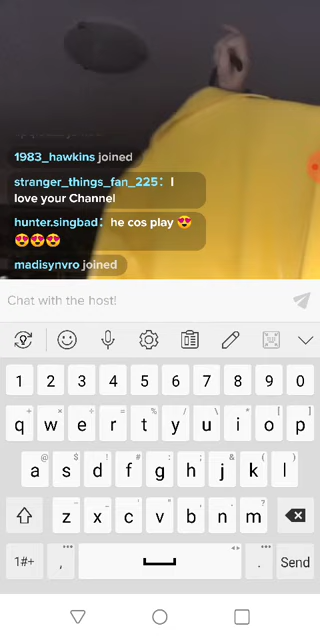 1983_hawkins joined
stranger_things_fan_225: I
love your Channel
hunter.singbad: he cos play 😍
😍😍😍
madisynvro joined
Chat with the host!
1 2 3 4 5 6 7 8 9 0
+ × ÷ = % / \ * [ ]
q w e r t y u i o p
@ $ # : ; & ( )
a s d f g h j k l
- " , ?
z x c v b n m
1#+ , . Send